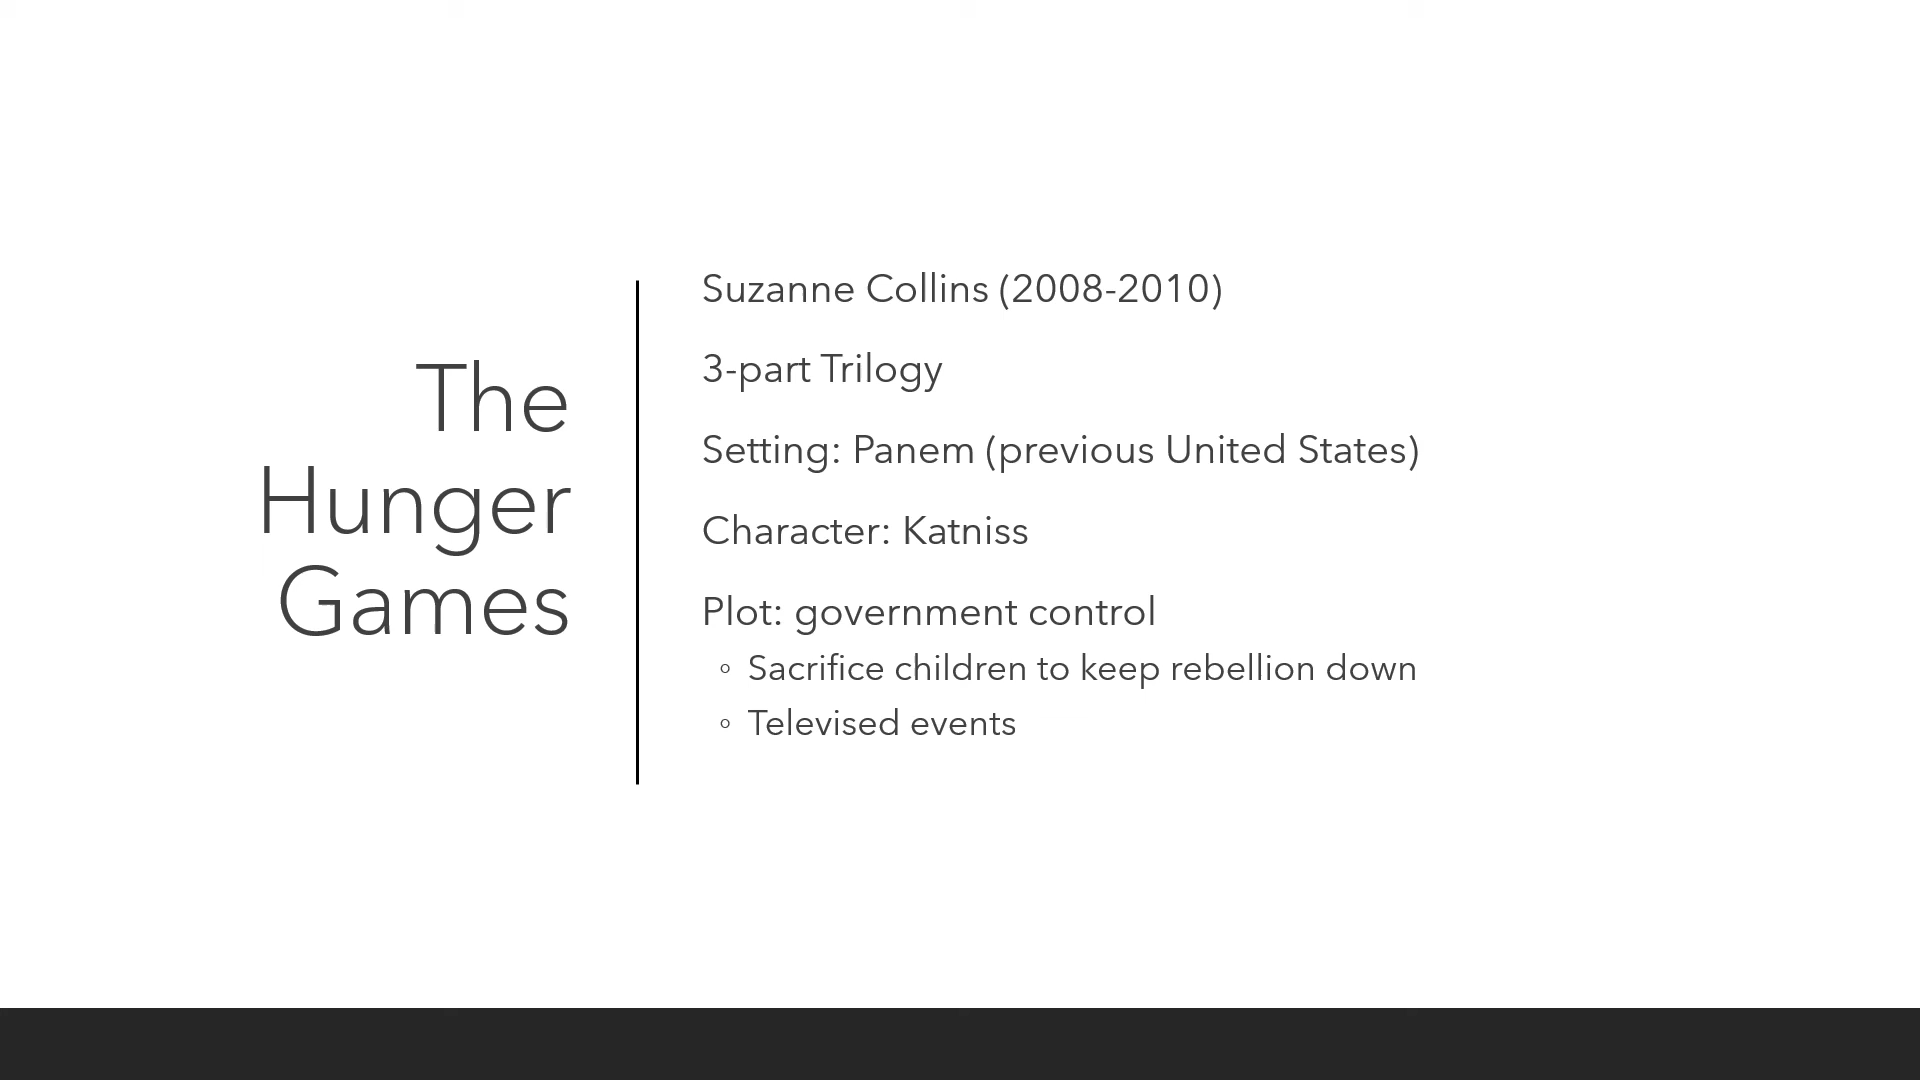 The
Hunger
Games
Suzanne Collins (2008-2010)
3-part Trilogy
Setting: Panem (previous United States)
Character: Katniss
Plot: government control
◦ Sacrifice children to keep rebellion down
◦ Televised events